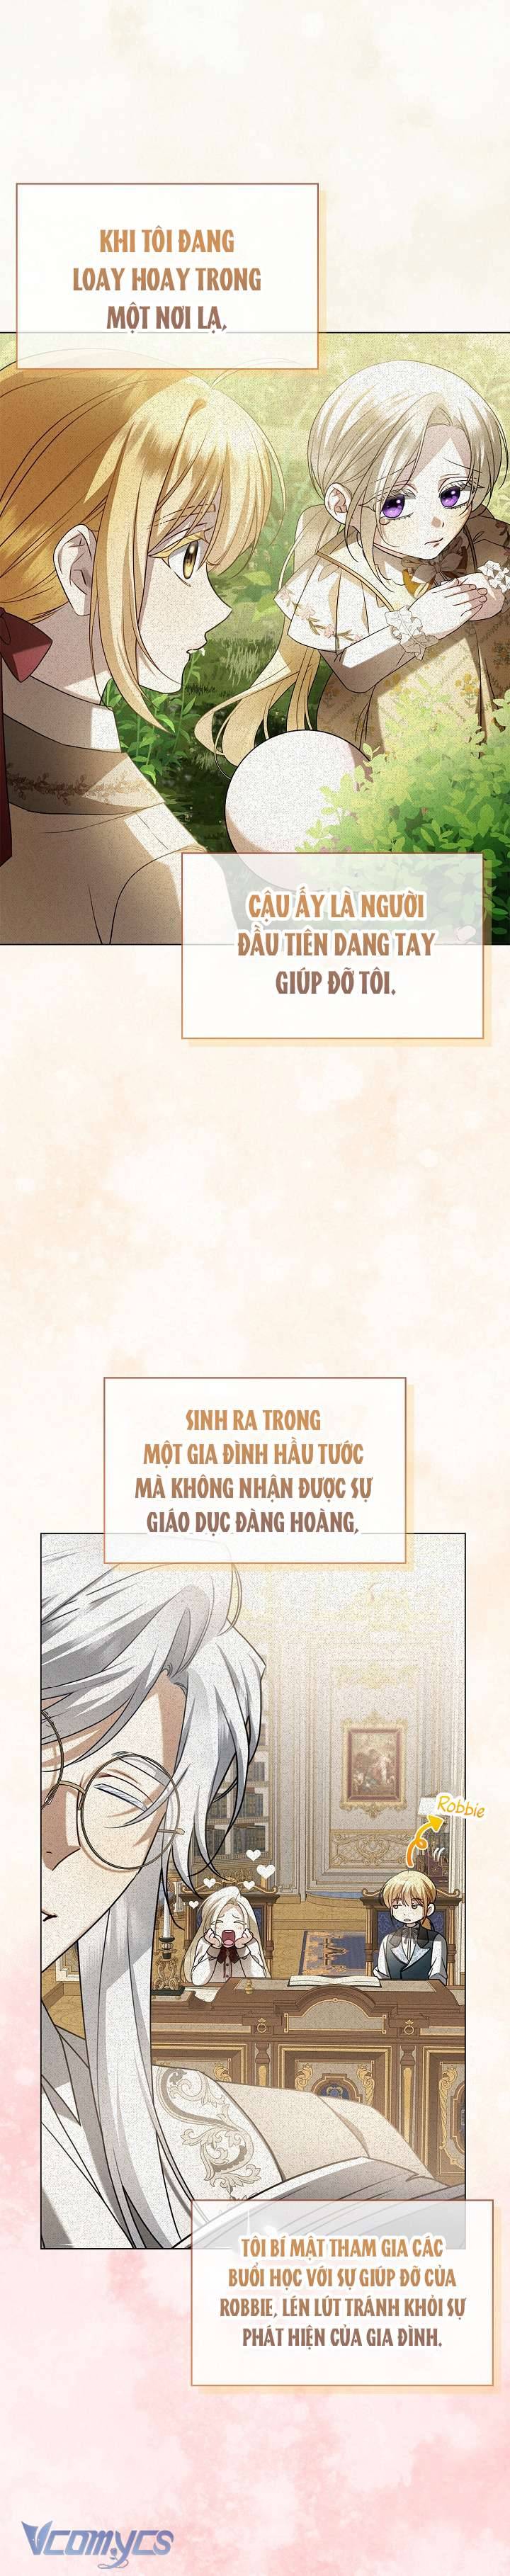 KHI TÔI ĐANG
LOAY HOAY TRONG
MỘT NƠI LẠ,
CẬU ẤY LÀ NGƯỜI
ĐẦU TIÊN DANG TAY
GIÚP ĐỠ TÔI.
SINH RA TRONG
MỘT GIA ĐÌNH HẦU TƯỚC
MÀ KHÔNG NHẬN ĐƯỢC SỰ
GIÁO DỤC ĐÀNG HOÀNG,
Robbie
TÔI BÍ MẬT THAM GIA CÁC
BUỔI HỌC VỚI SỰ GIÚP ĐỠ CỦA
ROBBIE, LÉN LÚT TRÁNH KHỎI SỰ
PHÁT HIỆN CỦA GIA ĐÌNH.
Vcomycs